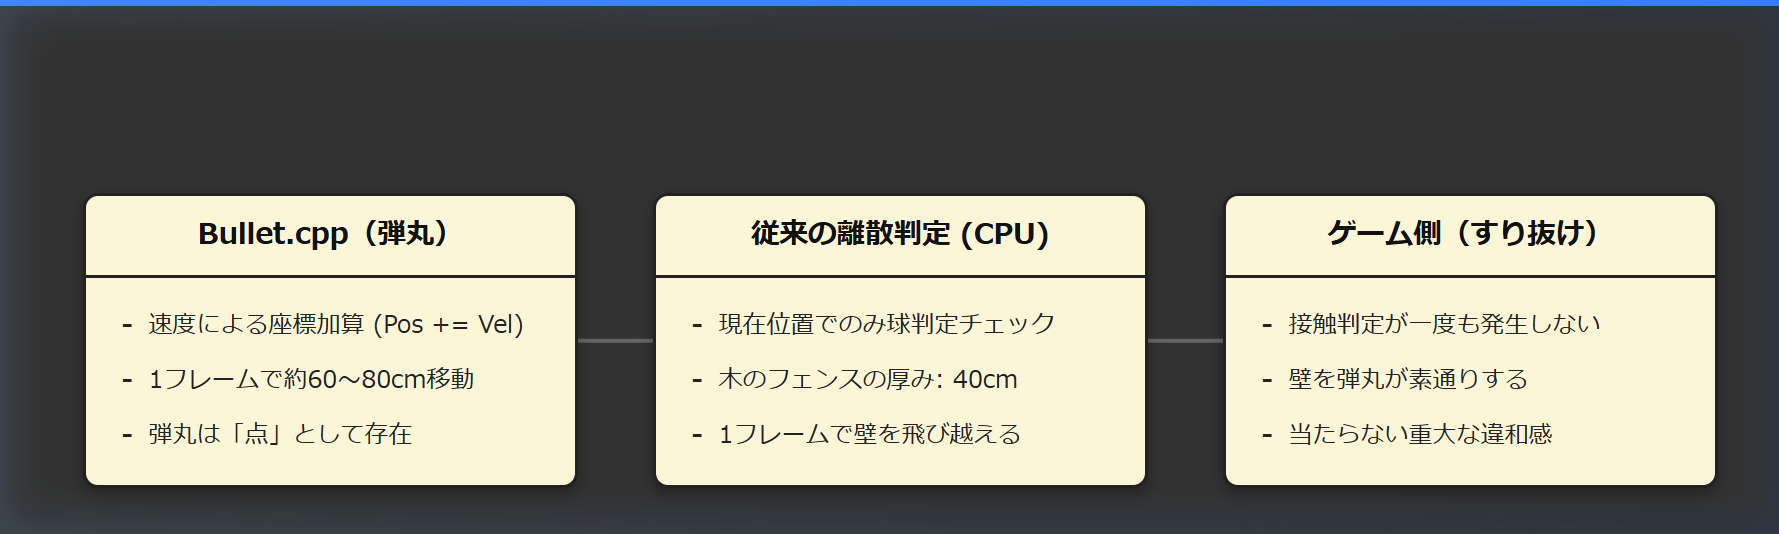 Bullet.cpp（弾丸）
- 速度による座標加算 (Pos += Vel)
- 1フレームで約60～80cm移動
- 弾丸は「点」として存在
従来の離散判定 (CPU)
- 現在位置でのみ球判定チェック
- 木のフェンスの厚み: 40cm
- 1フレームで壁を飛び越える
ゲーム側（すり抜け）
- 接触判定が一度も発生しない
- 壁を弾丸が素通りする
- 当たらない重大な違和感